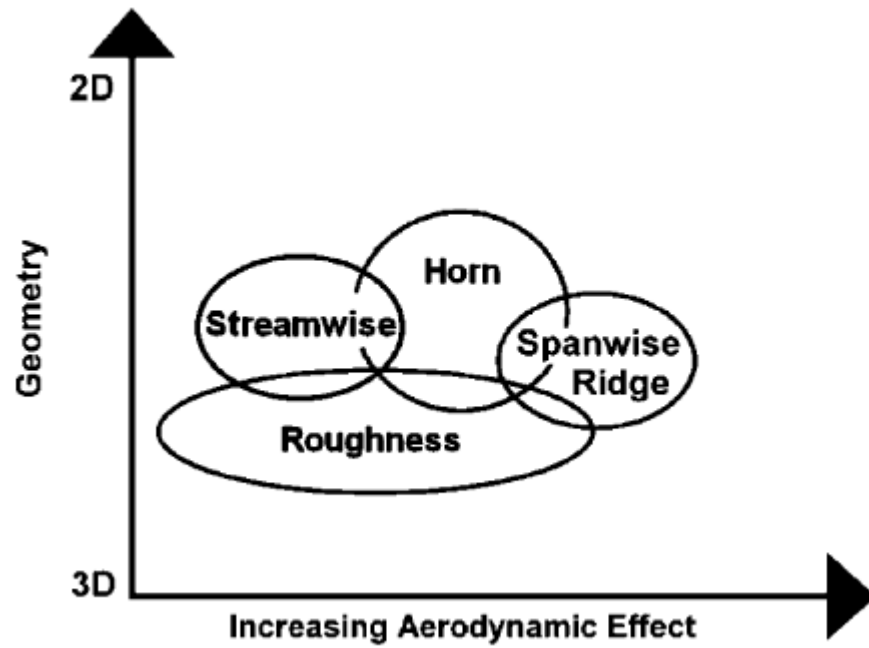 2D
Geometry
Horn
Streamwise
Spanwise
Ridge
Roughness
3D
Increasing Aerodynamic Effect